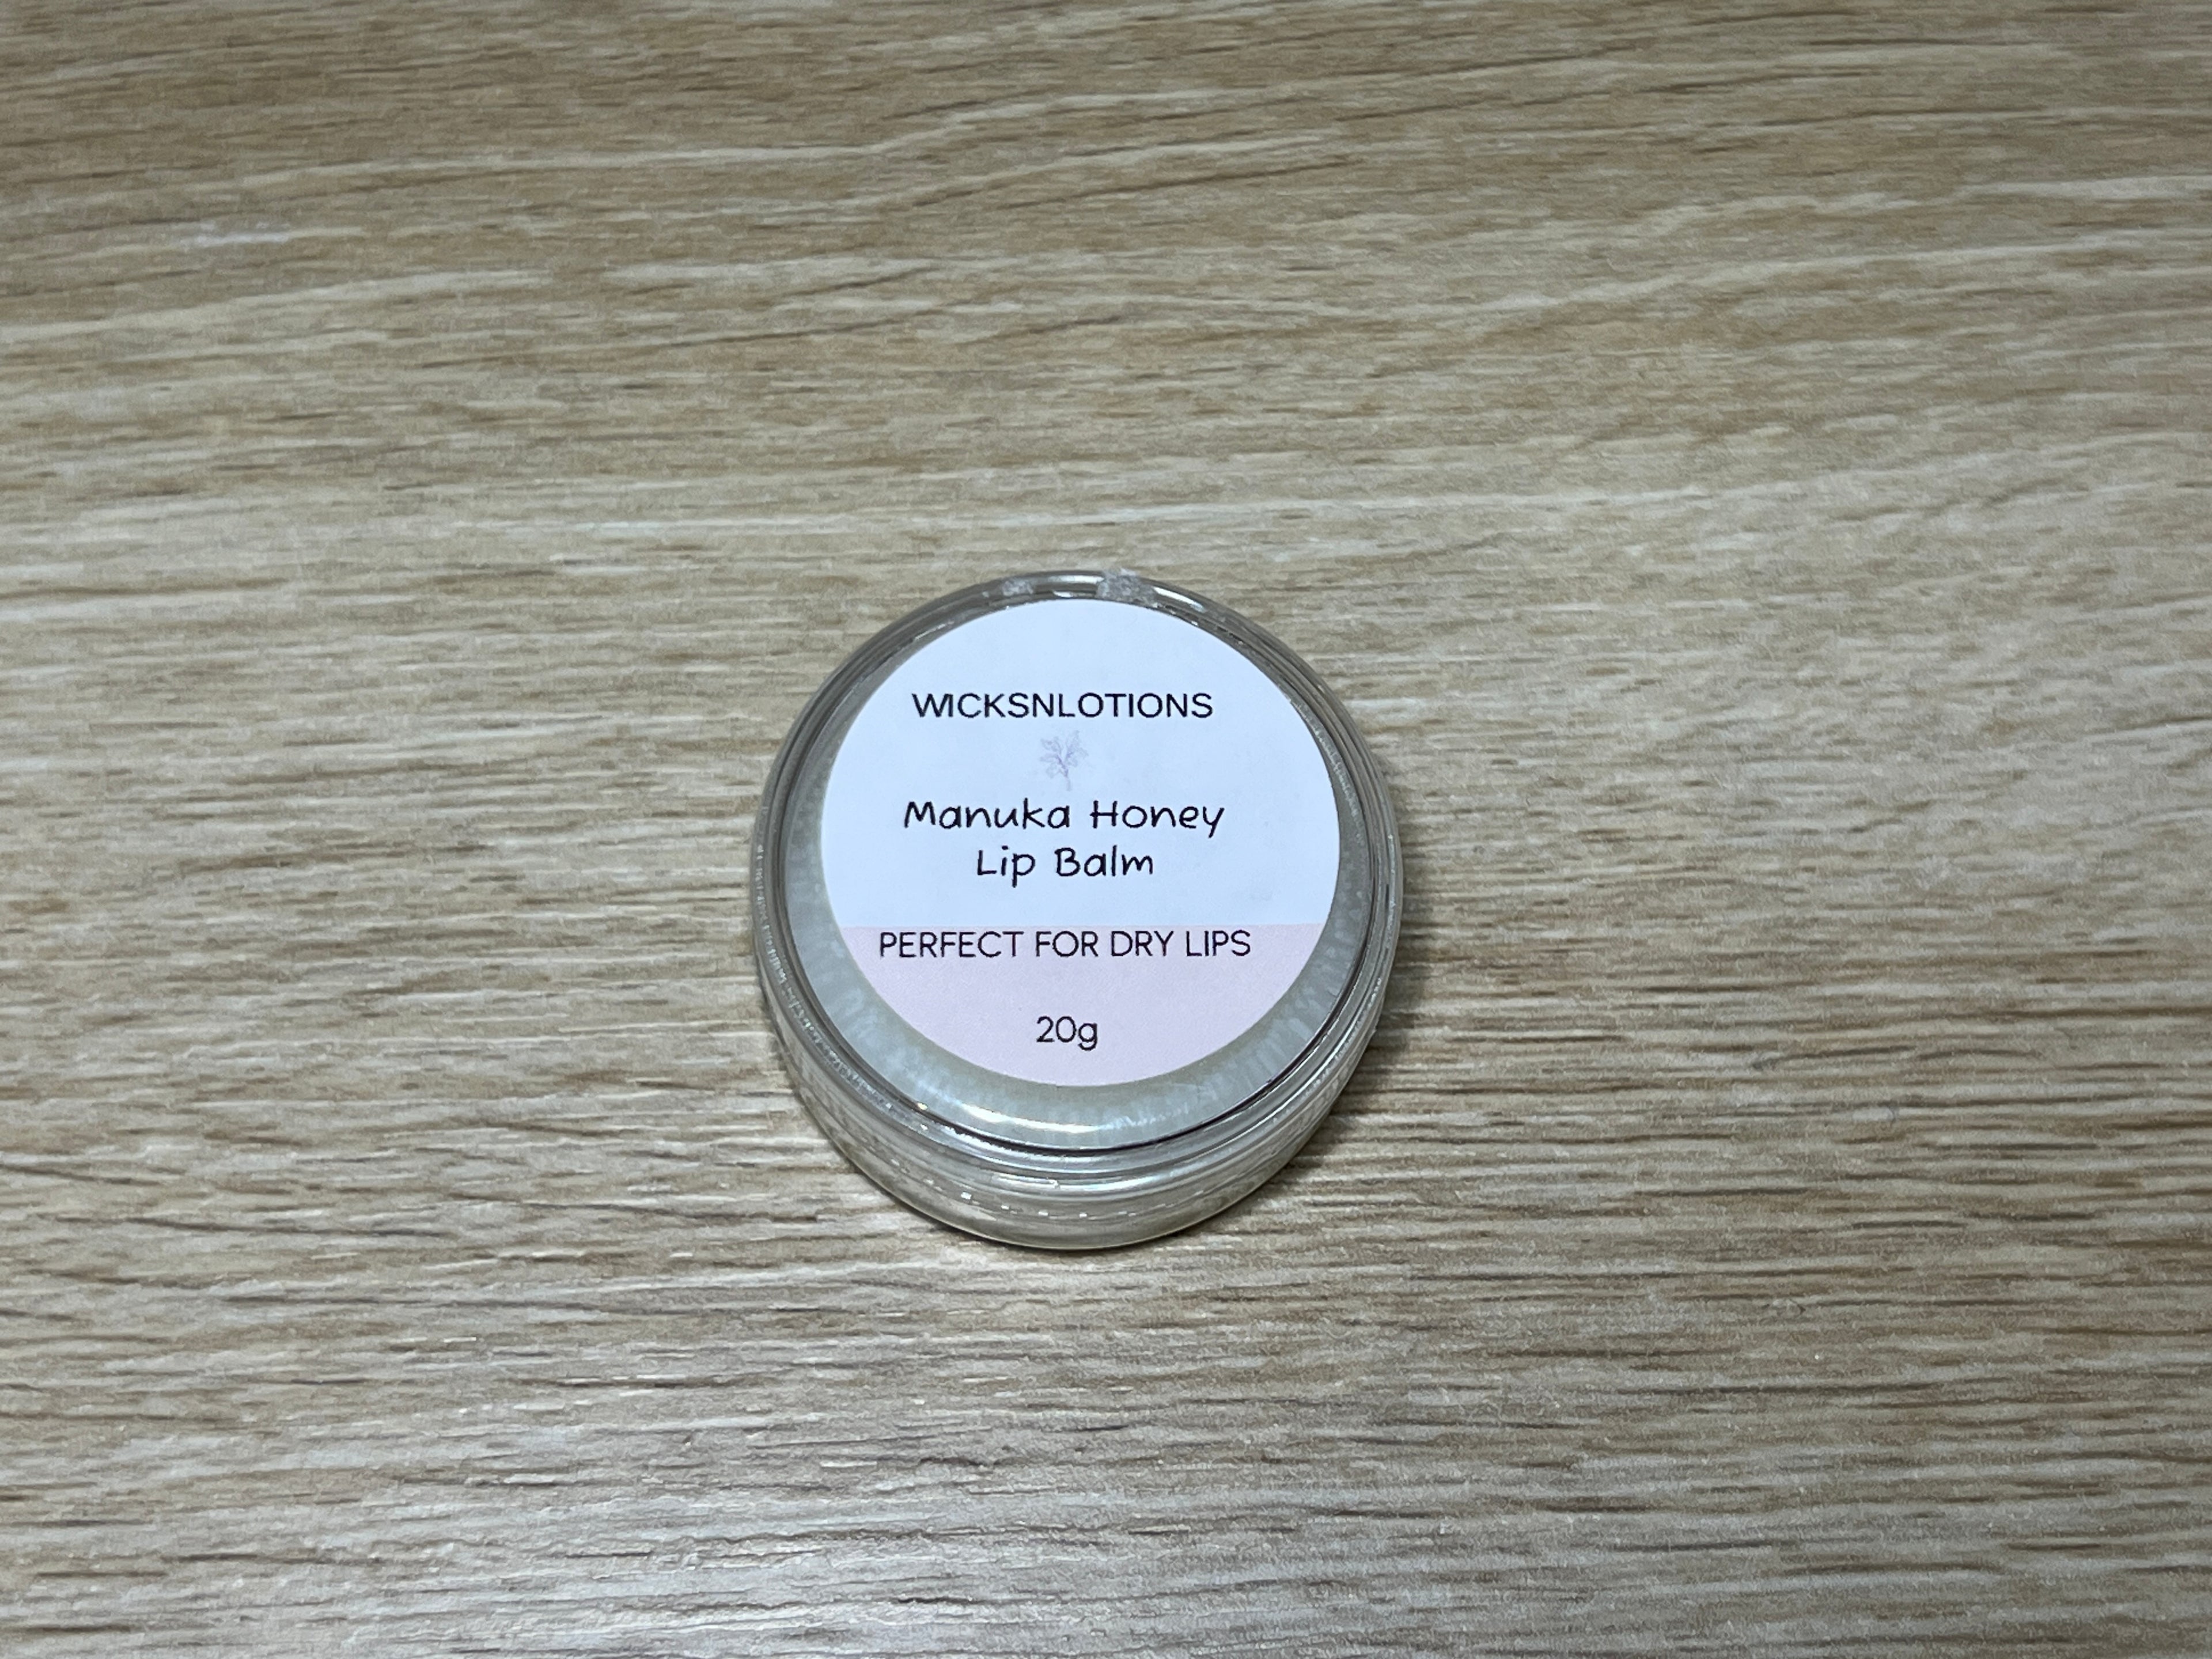 WICKSNLOTIONS
Manuka Honey
Lip Balm
PERFECT FOR DRY LIPS
20g